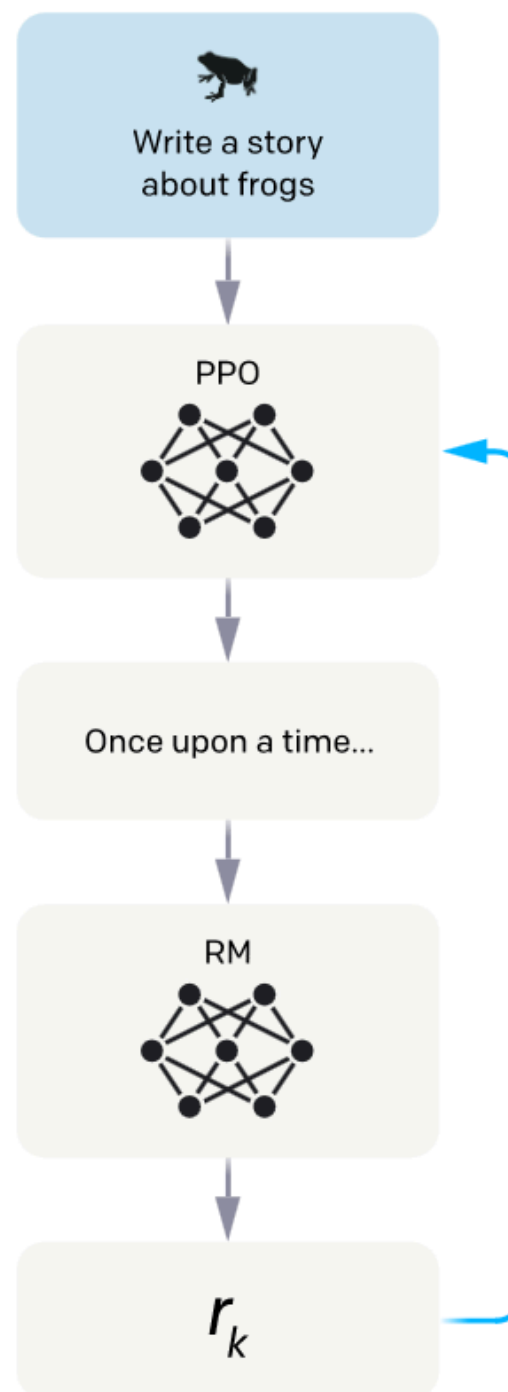 Write a story
about frogs
PPO
Once upon a time...
RM
r_k